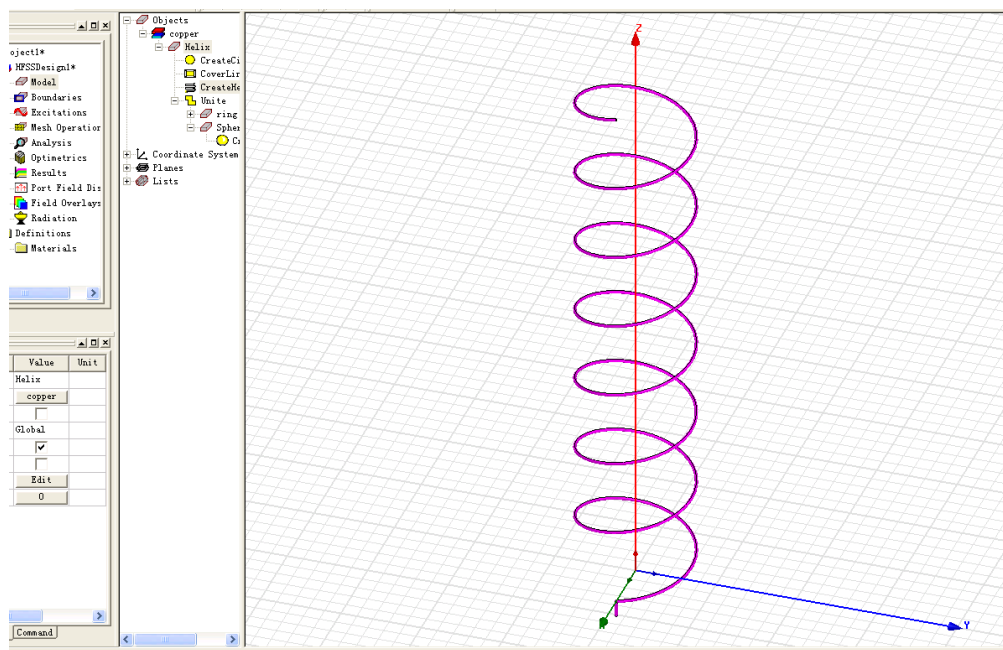 oject1*
HFSSDesign1*
Model
Boundaries
Excitations
Mesh Operation
Analysis
Optimetrics
Results
Port Field Dis
Field Overlays
Radiation
Definitions
Materials
Value Unit
Helix
copper
Global
Edit
0
Command
Objects
copper
Helix
CreateCi
CoverLir
CreateHe
Unite
ring
Spher
Cr
Coordinate System
Planes
Lists
Z
Y